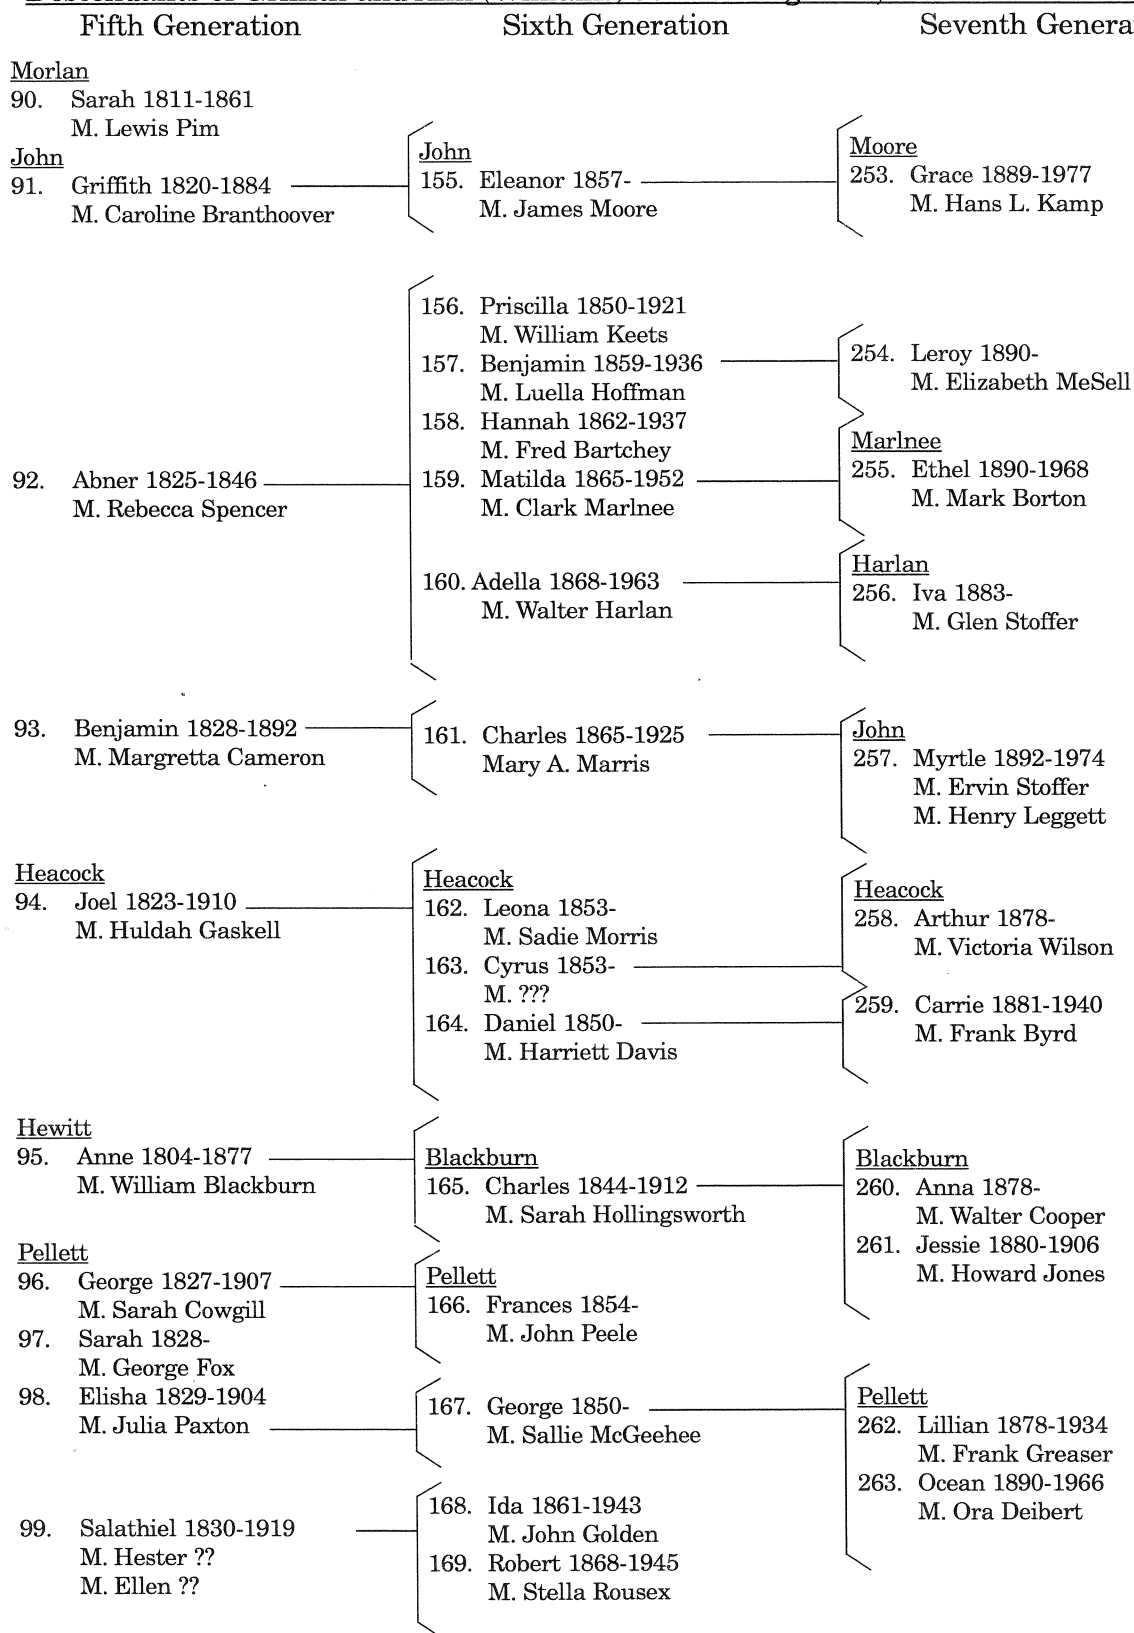 Fifth Generation
Morlan
90. Sarah 1811-1861
M. Lewis Pim
John
91. Griffith 1820-1884
M. Caroline Branthoover
92. Abner 1825-1846
M. Rebecca Spencer
93. Benjamin 1828-1892
M. Margretta Cameron
Heacock
94. Joel 1823-1910
M. Huldah Gaskell
Hewitt
95. Anne 1804-1877
M. William Blackburn
Pellett
96. George 1827-1907
M. Sarah Cowgill
97. Sarah 1828-
M. George Fox
98. Elisha 1829-1904
M. Julia Paxton
99. Salathiel 1830-1919
M. Hester ??
M. Ellen ??
Sixth Generation
John
155. Eleanor 1857-
M. James Moore
156. Priscilla 1850-1921
M. William Keets
157. Benjamin 1859-1936
M. Luella Hoffman
158. Hannah 1862-1937
M. Fred Bartchey
159. Matilda 1865-1952
M. Clark Marlnee
160. Adella 1868-1963
M. Walter Harlan
161. Charles 1865-1925
Mary A. Marris
Heacock
162. Leona 1853-
M. Sadie Morris
163. Cyrus 1853-
M. ???
164. Daniel 1850-
M. Harriett Davis
Blackburn
165. Charles 1844-1912
M. Sarah Hollingsworth
Pellett
166. Frances 1854-
M. John Peele
167. George 1850-
M. Sallie McGeehee
168. Ida 1861-1943
M. John Golden
169. Robert 1868-1945
M. Stella Rousex
Seventh Genera
Moore
253. Grace 1889-1977
M. Hans L. Kamp
254. Leroy 1890-
M. Elizabeth MeSell
Marlnee
255. Ethel 1890-1968
M. Mark Borton
Harlan
256. Iva 1883-
M. Glen Stoffer
John
257. Myrtle 1892-1974
M. Ervin Stoffer
M. Henry Leggett
Heacock
258. Arthur 1878-
M. Victoria Wilson
259. Carrie 1881-1940
M. Frank Byrd
Blackburn
260. Anna 1878-
M. Walter Cooper
261. Jessie 1880-1906
M. Howard Jones
Pellett
262. Lillian 1878-1934
M. Frank Greaser
263. Ocean 1890-1966
M. Ora Deibert